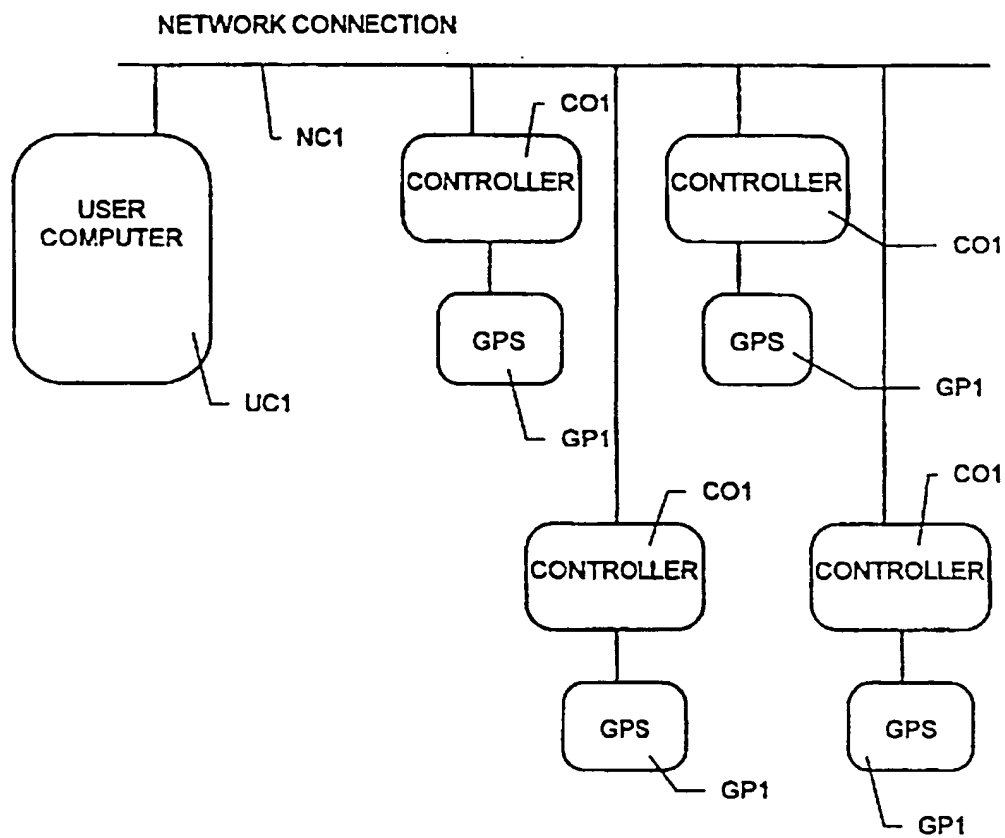 NETWORK CONNECTION
CO1
NC1
CONTROLLER
CONTROLLER
USER
COMPUTER
CO1
GPS
GPS
GP1
UC1
GP1
CO1
CO1
CONTROLLER
CONTROLLER
GPS
GPS
GP1
GP1